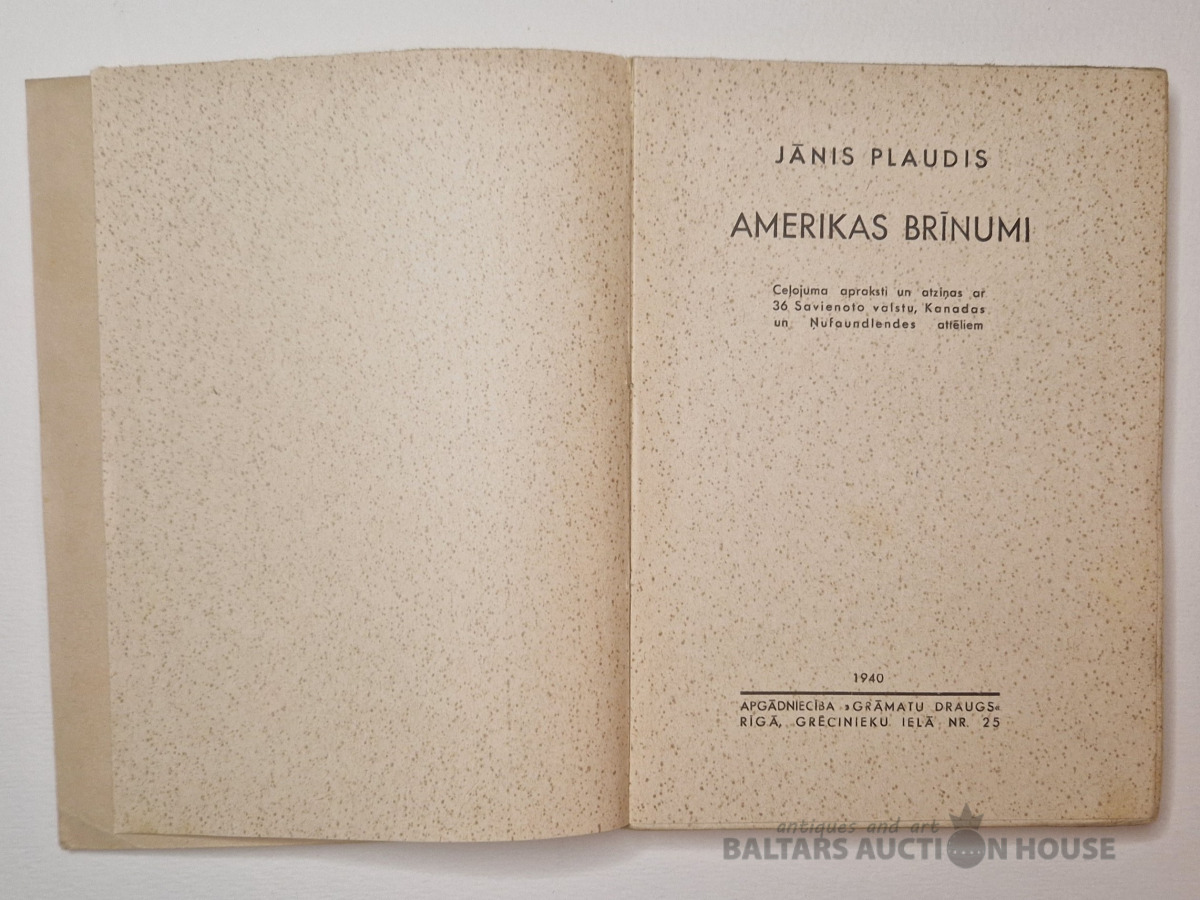 JĀNIS PLAUDIS
AMERIKAS BRĪNUMI
Ceļojuma apraksti un atziņas ar
36 Savienoto valstu, Kanadas
un Ņufaundlendes attēliem
1940
APGĀDNIECĪBA »GRĀMATU DRAUGS«
RĪGĀ, GRĒCINIEKU IELĀ NR. 25
antiques and art
BALTARS AUCTION HOUSE